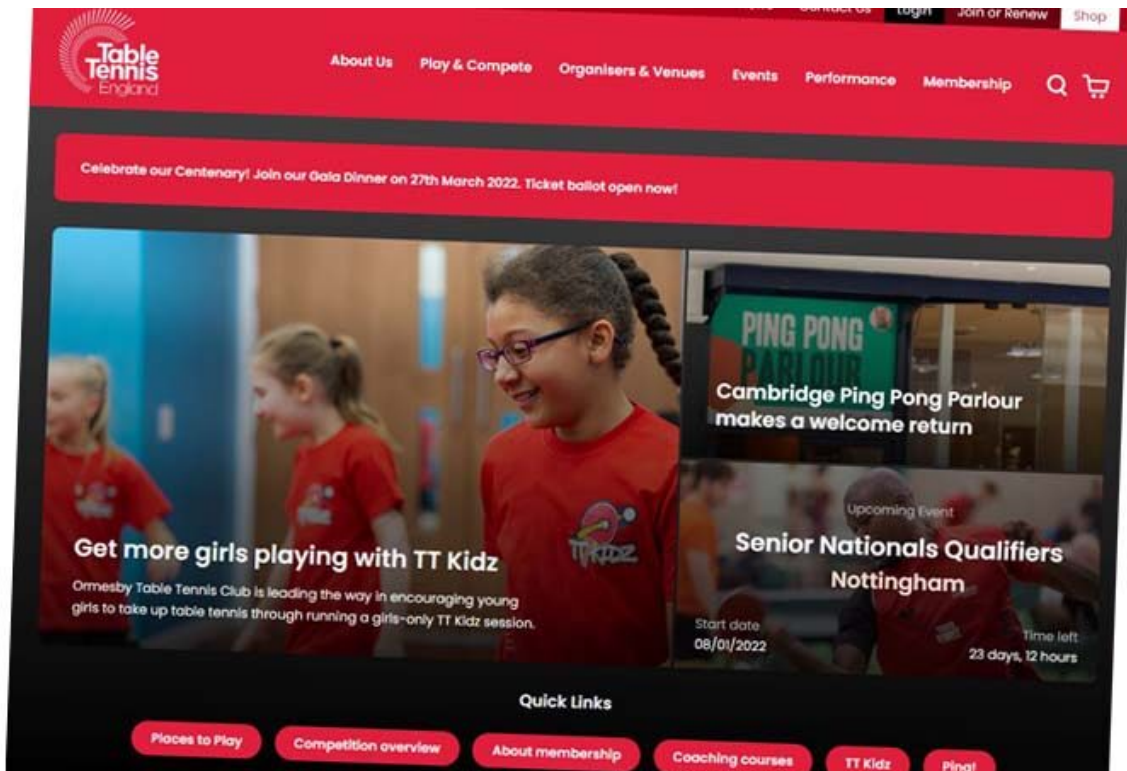 Contact Us Login Join or Renew Shop
Table
Tennis
England
About Us Play & Compete Organisers & Venues Events Performance Membership
Celebrate our Centenary! Join our Gala Dinner on 27th March 2022. Ticket ballot open now!
Get more girls playing with TT Kidz
Ormesby Table Tennis Club is leading the way in encouraging young
girls to take up table tennis through running a girls-only TT Kidz session.
TT KIDZ
PING PONG
PARLOUR
Cambridge Ping Pong Parlour
makes a welcome return
Upcoming Event
Senior Nationals Qualifiers
Nottingham
Start date
08/01/2022
Time left
23 days, 12 hours
Quick Links
Places to Play Competition overview About membership Coaching courses TT Kidz Ping!